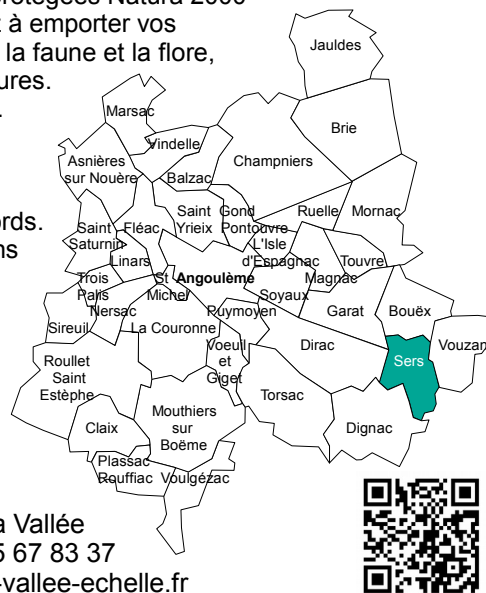 protégées Natura 2000
t à emporter vos
la faune et la flore,
ures.
.
ords.
ns
Jauldes
Marsac
Brie
Vindelle
Asnières
sur Nouère
Balzac
Champniers
Saint
Yrieix
Gond
Pontouvre
Ruelle
Mornac
Saint
Saturnin
Fléac
L'Isle
d'Espagnac
Linars
Touvre
Magnac
Trois
Palis
St
Michel
Angoulême
Soyaux
Nersac
Puymoyen
Garat
Bouëx
Sireuil
La Couronne
Voeuil
et
Giget
Dirac
Sers
Vouzan
Roullet
Saint
Estèphe
Torsac
Claix
Mouthiers
sur
Boëme
Dignac
Plassac
Rouffiac
Voulgézac
a Vallée
5 67 83 37
-vallee-echelle.fr